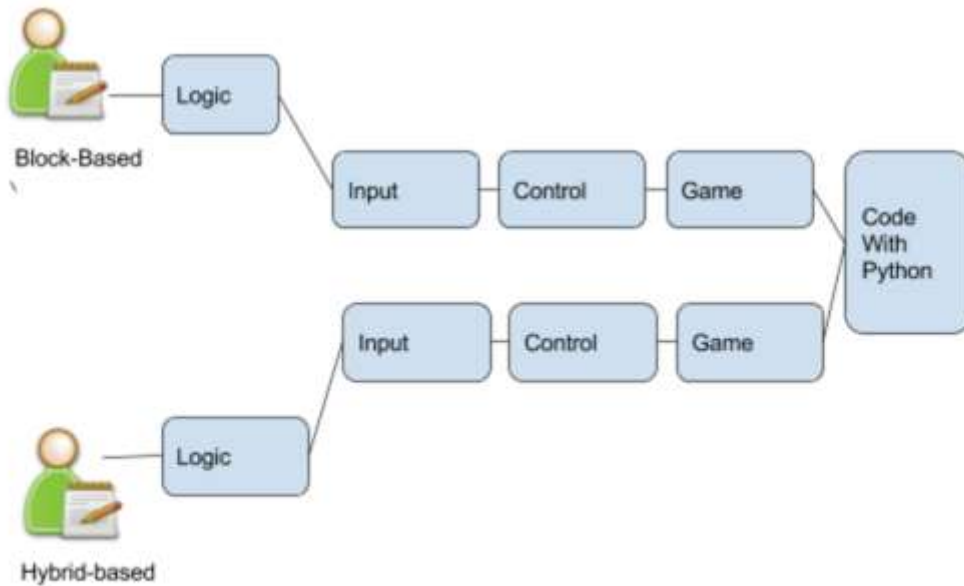 Logic
Block-Based
Input
Control
Game
Code
With
Python
Input
Control
Game
Logic
Hybrid-based